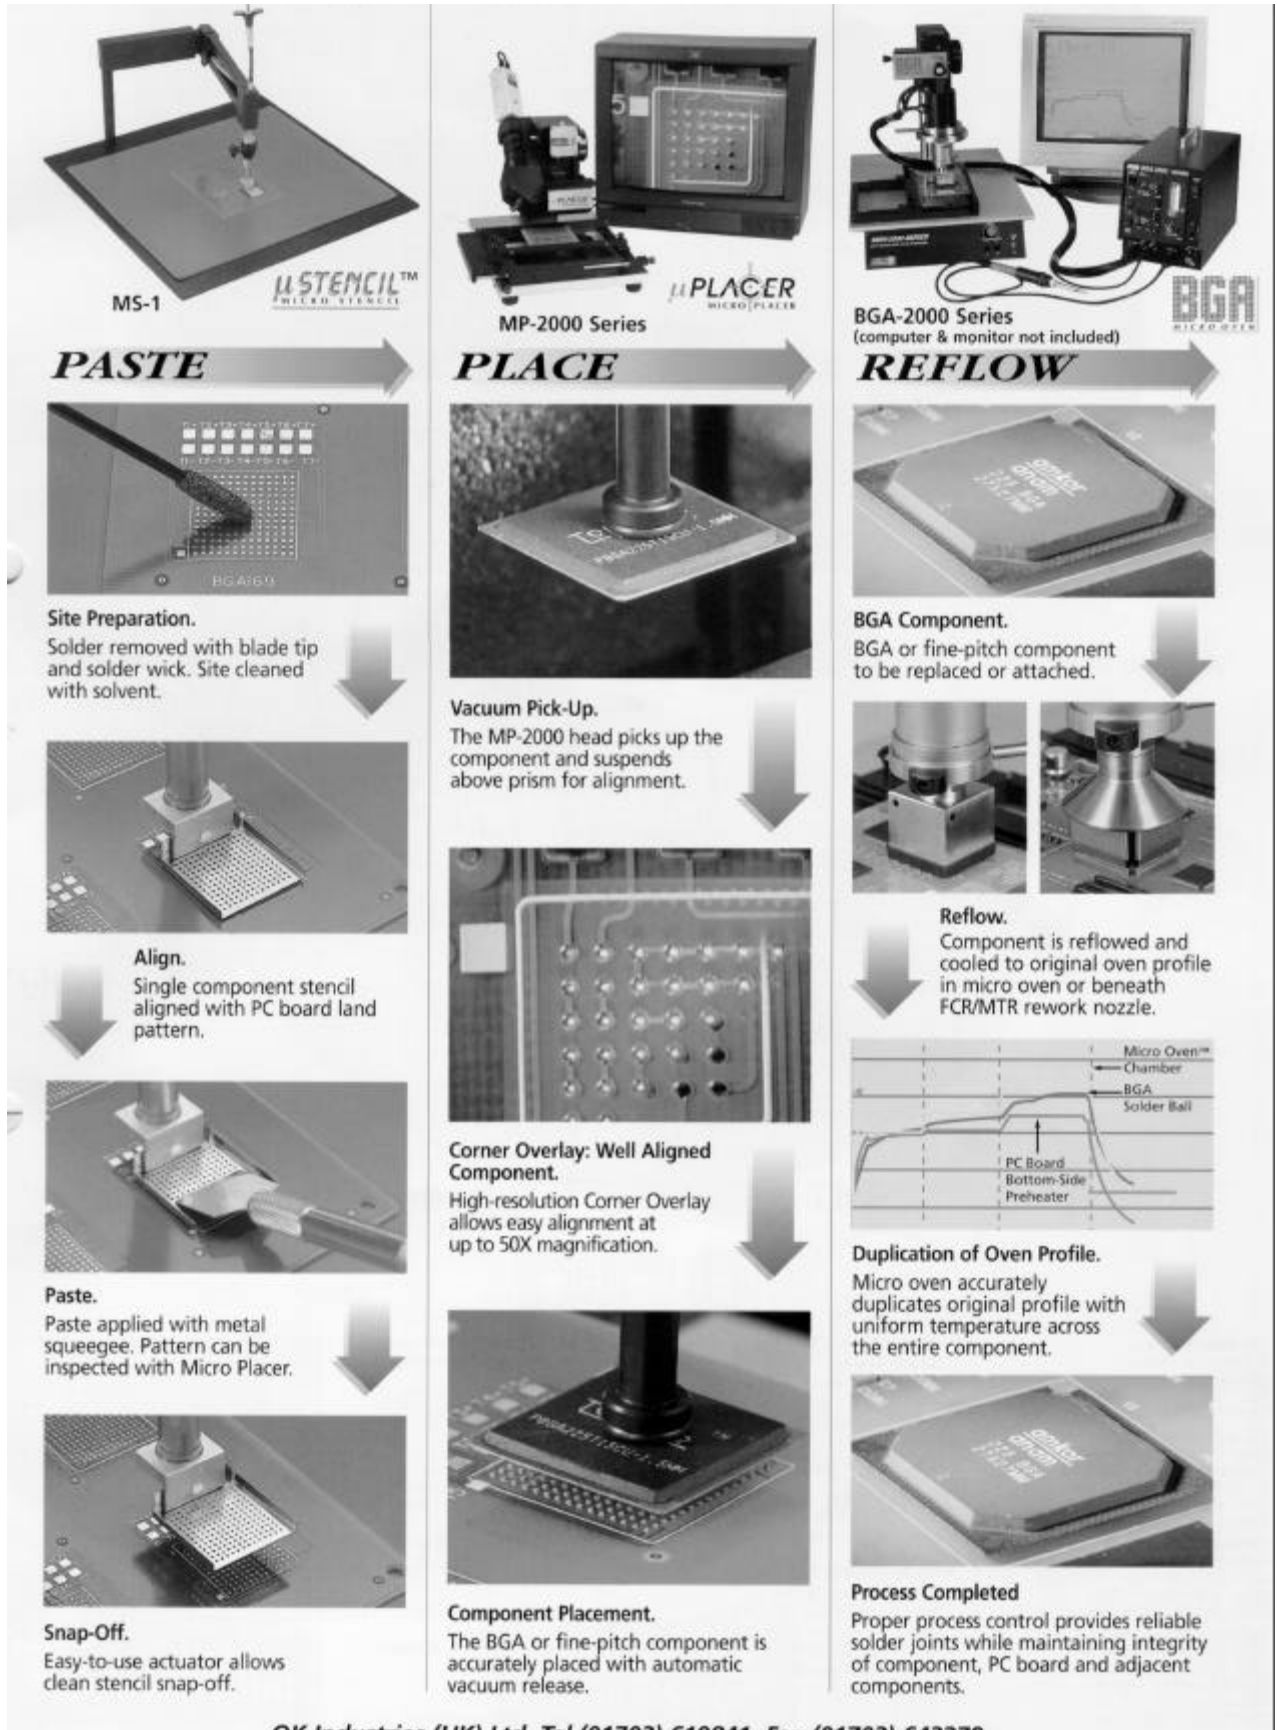 MS-1
µSTENCIL™
MICRO STENCIL
PASTE
BGA169
Site Preparation.
Solder removed with blade tip
and solder wick. Site cleaned
with solvent.
Align.
Single component stencil
aligned with PC board land
pattern.
Paste.
Paste applied with metal
squeegee. Pattern can be
inspected with Micro Placer.
Snap-Off.
Easy-to-use actuator allows
clean stencil snap-off.
5
PLACER
µPLACER
MICRO PLACER
MP-2000 Series
PLACE
Vacuum Pick-Up.
The MP-2000 head picks up the
component and suspends
above prism for alignment.
Corner Overlay: Well Aligned
Component.
High-resolution Corner Overlay
allows easy alignment at
up to 50X magnification.
Component Placement.
The BGA or fine-pitch component is
accurately placed with automatic
vacuum release.
BGA
BGA
MICRO OVEN
BGA-2000 Series
(computer & monitor not included)
REFLOW
amkor
anam
BGA Component.
BGA or fine-pitch component
to be replaced or attached.
Reflow.
Component is reflowed and
cooled to original oven profile
in micro oven or beneath
FCR/MTR rework nozzle.
Micro Oven™
Chamber
BGA
Solder Ball
PC Board
Bottom-Side
Preheater
Duplication of Oven Profile.
Micro oven accurately
duplicates original profile with
uniform temperature across
the entire component.
amkor
anam
Process Completed
Proper process control provides reliable
solder joints while maintaining integrity
of component, PC board and adjacent
components.